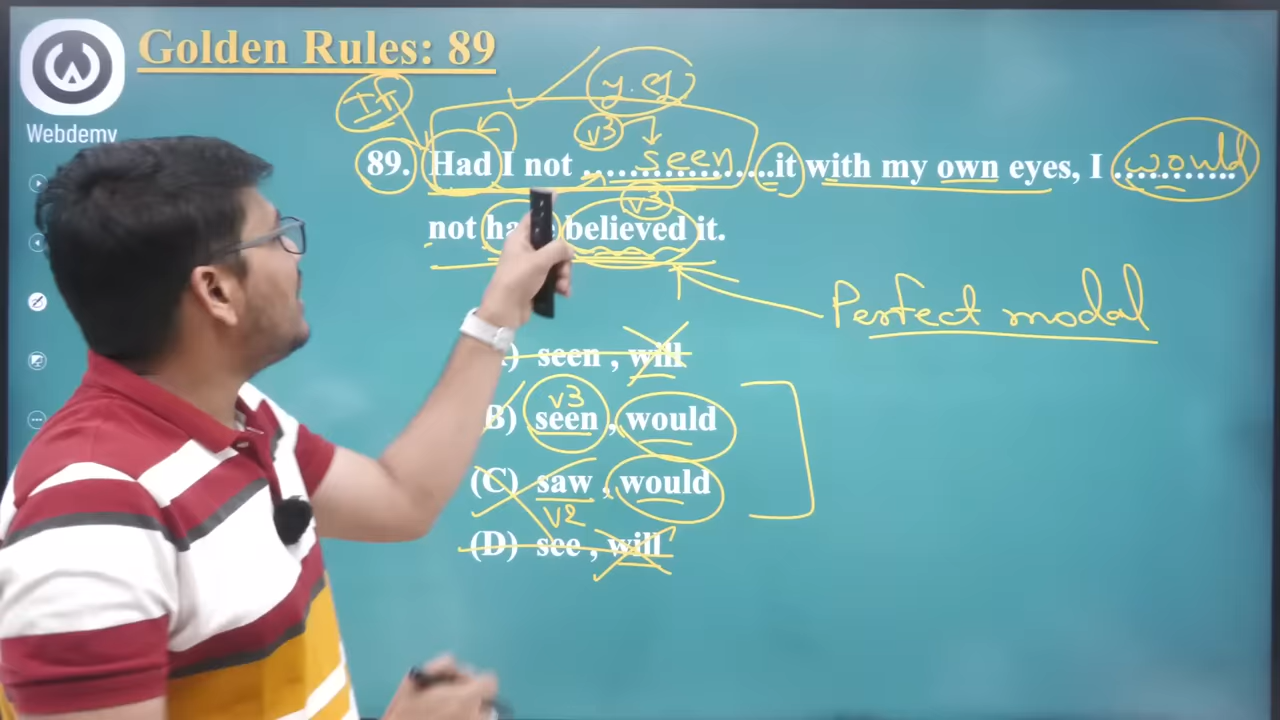 Golden Rules: 89
Webdemy
If
y.sq
v3
89. Had I not ........seen........it with my own eyes, I ...would...
v3
not have believed it.
Perfect modal
A) seen , will
v3
B) seen , would
(C) saw , would
v2
(D) see , will